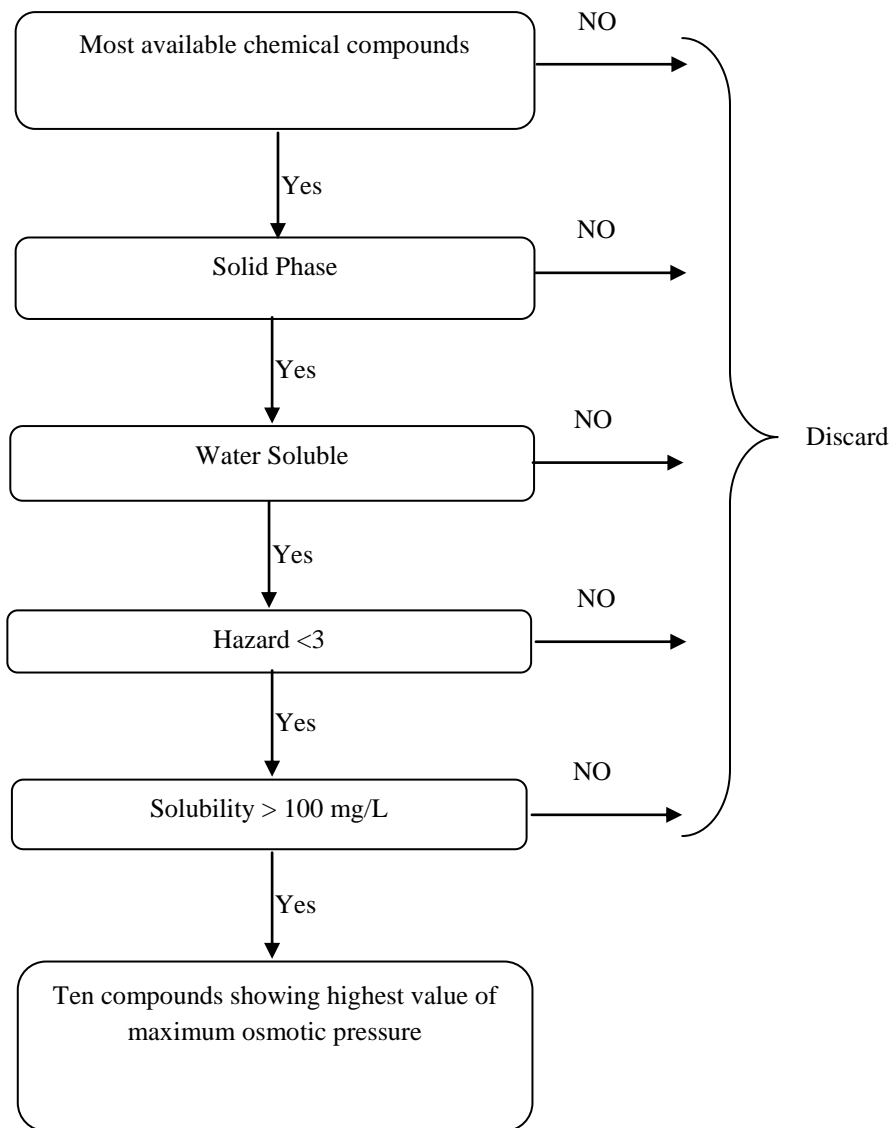 Most available chemical compounds
NO
Yes
Solid Phase
NO
Yes
Water Soluble
NO
Discard
Yes
Hazard <3
NO
Yes
Solubility > 100 mg/L
NO
Yes
Ten compounds showing highest value of
maximum osmotic pressure